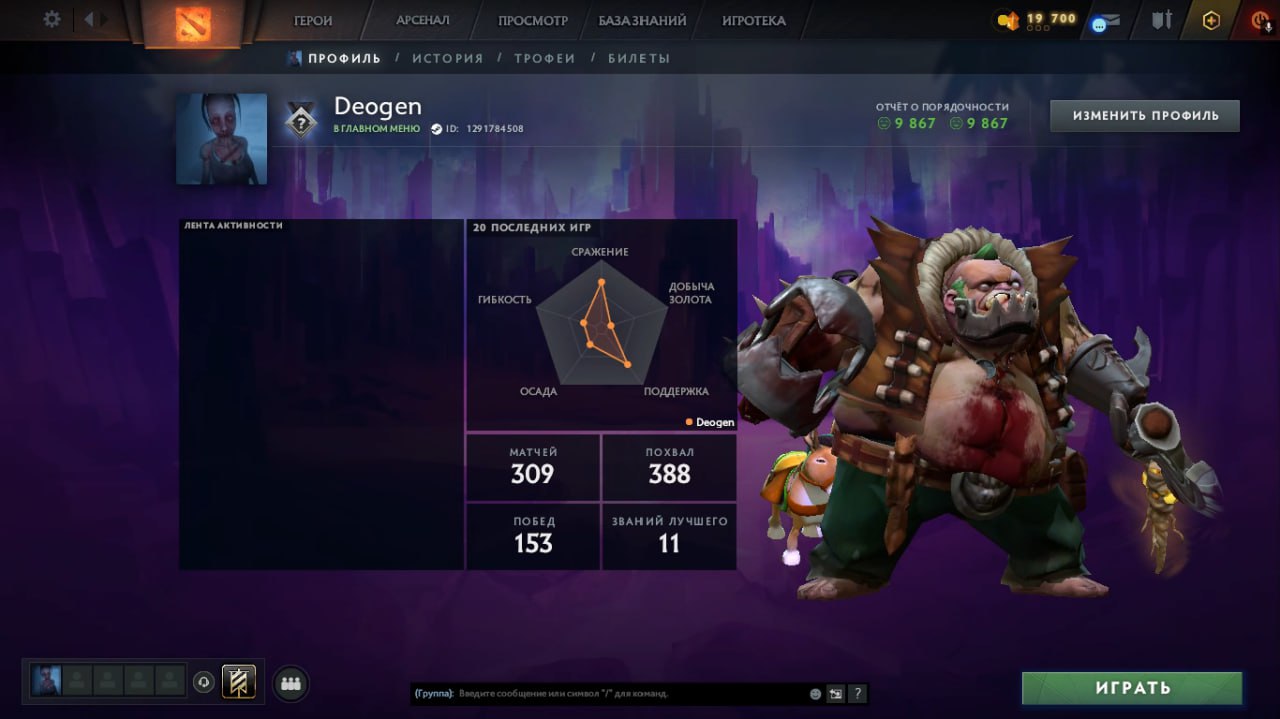 ГЕРОИ АРСЕНАЛ ПРОСМОТР БАЗА ЗНАНИЙ ИГРОТЕКА 19 700
ПРОФИЛЬ / ИСТОРИЯ / ТРОФЕИ / БИЛЕТЫ
Deogen
В ГЛАВНОМ МЕНЮ ID: 1291784508
ОТЧЁТ О ПОРЯДОЧНОСТИ
9 867 9 867
ИЗМЕНИТЬ ПРОФИЛЬ
ЛЕНТА АКТИВНОСТИ
20 ПОСЛЕДНИХ ИГР
СРАЖЕНИЕ
ДОБЫЧА
ЗОЛОТА
ГИБКОСТЬ
ОСАДА
ПОДДЕРЖКА
Deogen
МАТЧЕЙ
309
ПОХВАЛ
388
ПОБЕД
153
ЗВАНИЙ ЛУЧШЕГО
11
(Группа): Введите сообщение или символ "/" для команд.
?
ИГРАТЬ